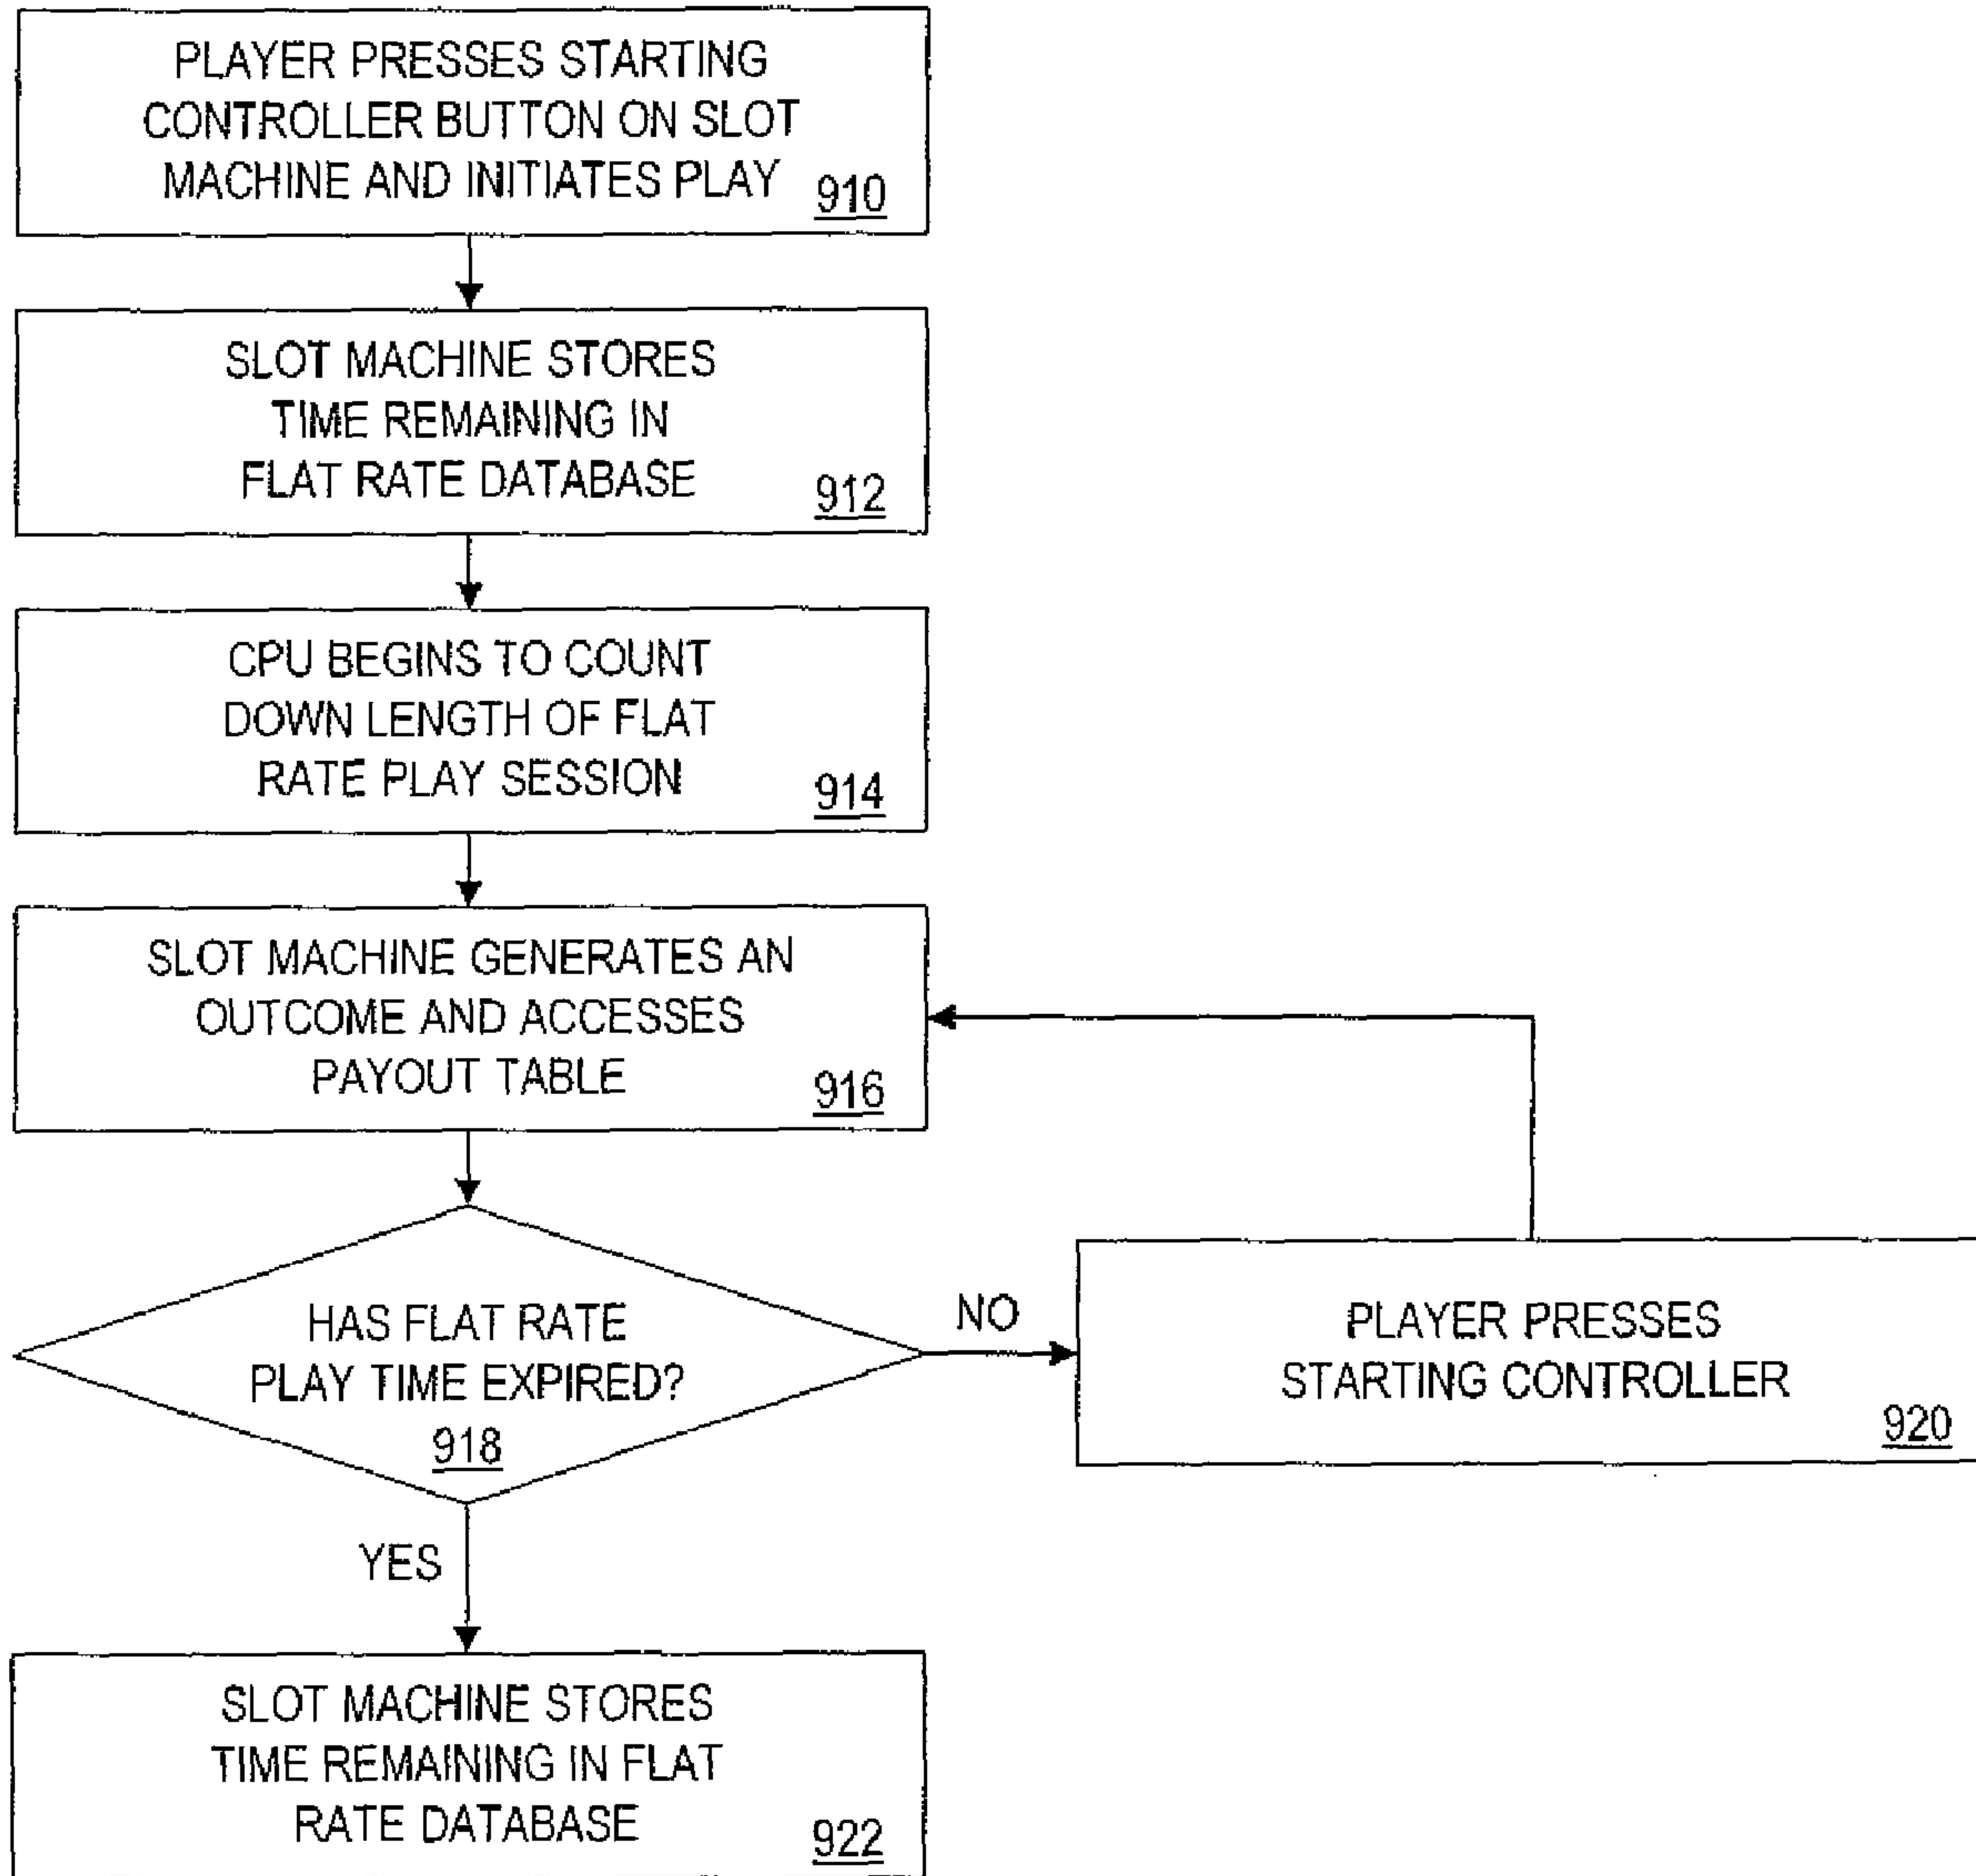 PLAYER PRESSES STARTING
CONTROLLER BUTTON ON SLOT
MACHINE AND INITIATES PLAY
910
SLOT MACHINE STORES
TIME REMAINING IN
FLAT RATE DATABASE
912
CPU BEGINS TO COUNT
DOWN LENGTH OF FLAT
RATE PLAY SESSION
914
SLOT MACHINE GENERATES AN
OUTCOME AND ACCESSES
PAYOUT TABLE
916
HAS FLAT RATE
PLAY TIME EXPIRED?
918
NO
PLAYER PRESSES
STARTING CONTROLLER
920
YES
SLOT MACHINE STORES
TIME REMAINING IN FLAT
RATE DATABASE
922